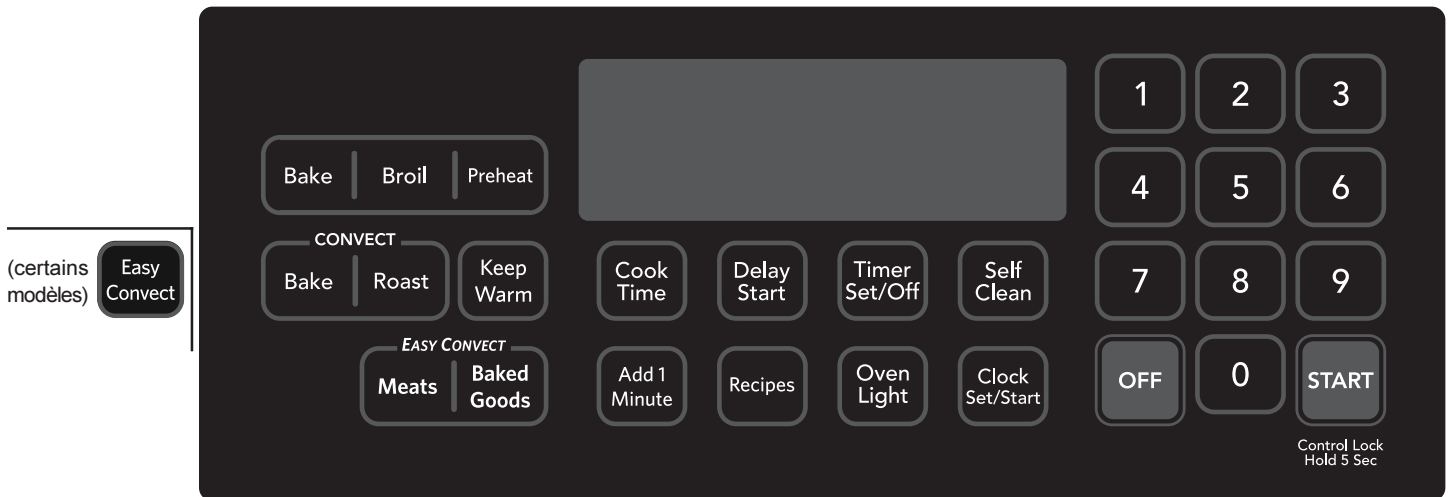 1 2 3
Bake Broil Preheat
4 5 6
CONVECT
(certains
modèles)
Easy
Convect
Bake Roast
Keep
Warm
Cook
Time
Delay
Start
Timer
Set/Off
Self
Clean
7 8 9
EASY CONVECT
Meats
Baked
Goods
Add 1
Minute
Recipes
Oven
Light
Clock
Set/Start
OFF 0 START
Control Lock
Hold 5 Sec